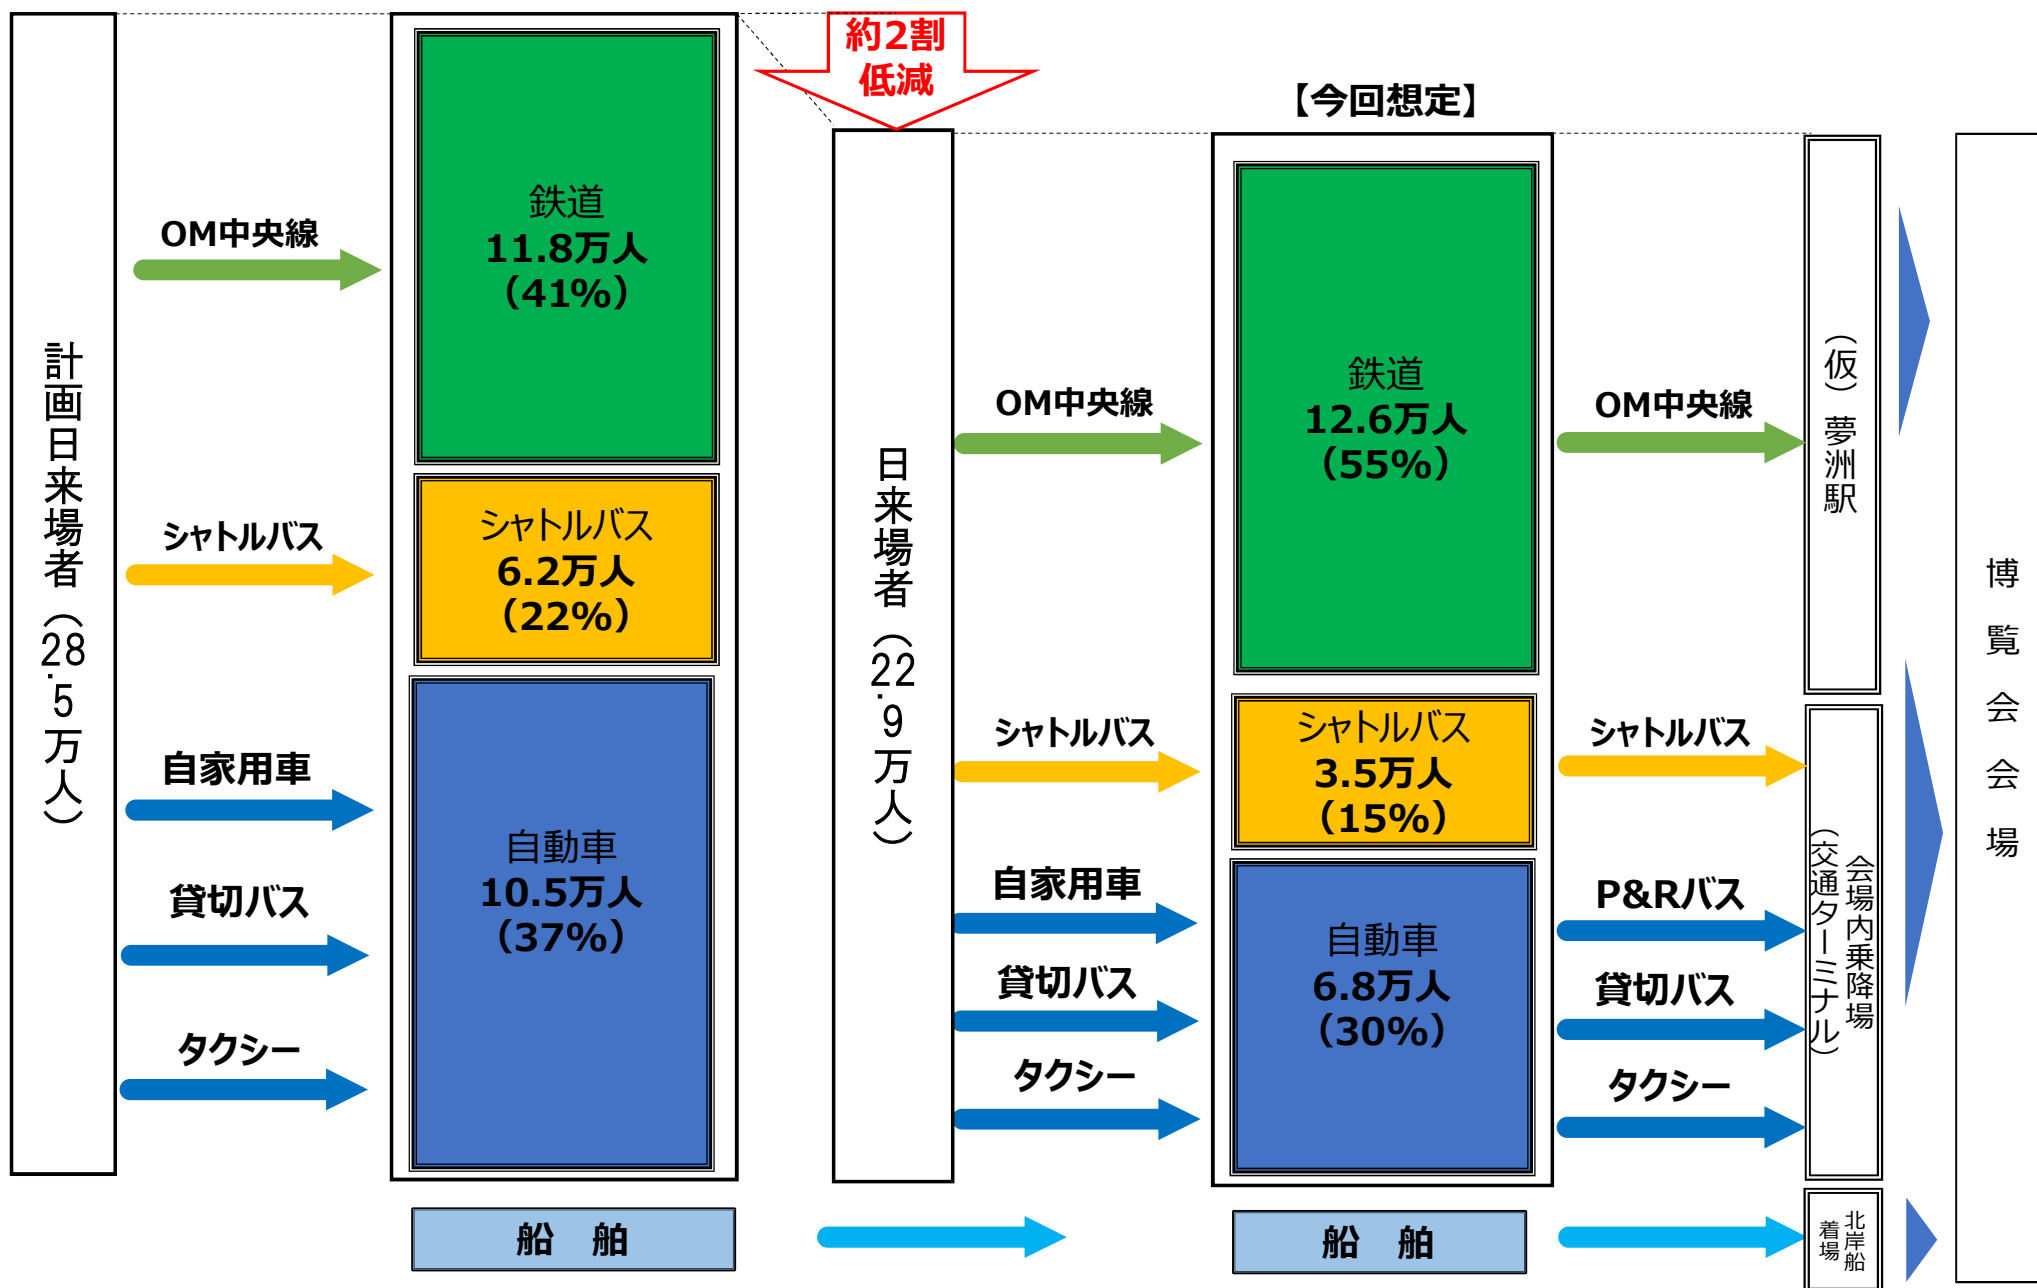 計画日来場者（28.5万人）
OM中央線
シャトルバス
自家用車
貸切バス
タクシー
鉄道
11.8万人
（41%）
シャトルバス
6.2万人
（22%）
自動車
10.5万人
（37%）
船　舶
約2割
低減
日来場者（22.9万人）
OM中央線
シャトルバス
自家用車
貸切バス
タクシー
【今回想定】
鉄道
12.6万人
（55%）
シャトルバス
3.5万人
（15%）
自動車
6.8万人
（30%）
船　舶
OM中央線
シャトルバス
P&Rバス
貸切バス
タクシー
（仮）夢洲駅
会場内乗降場
（交通ターミナル）
北岸船
着場
博覧会会場